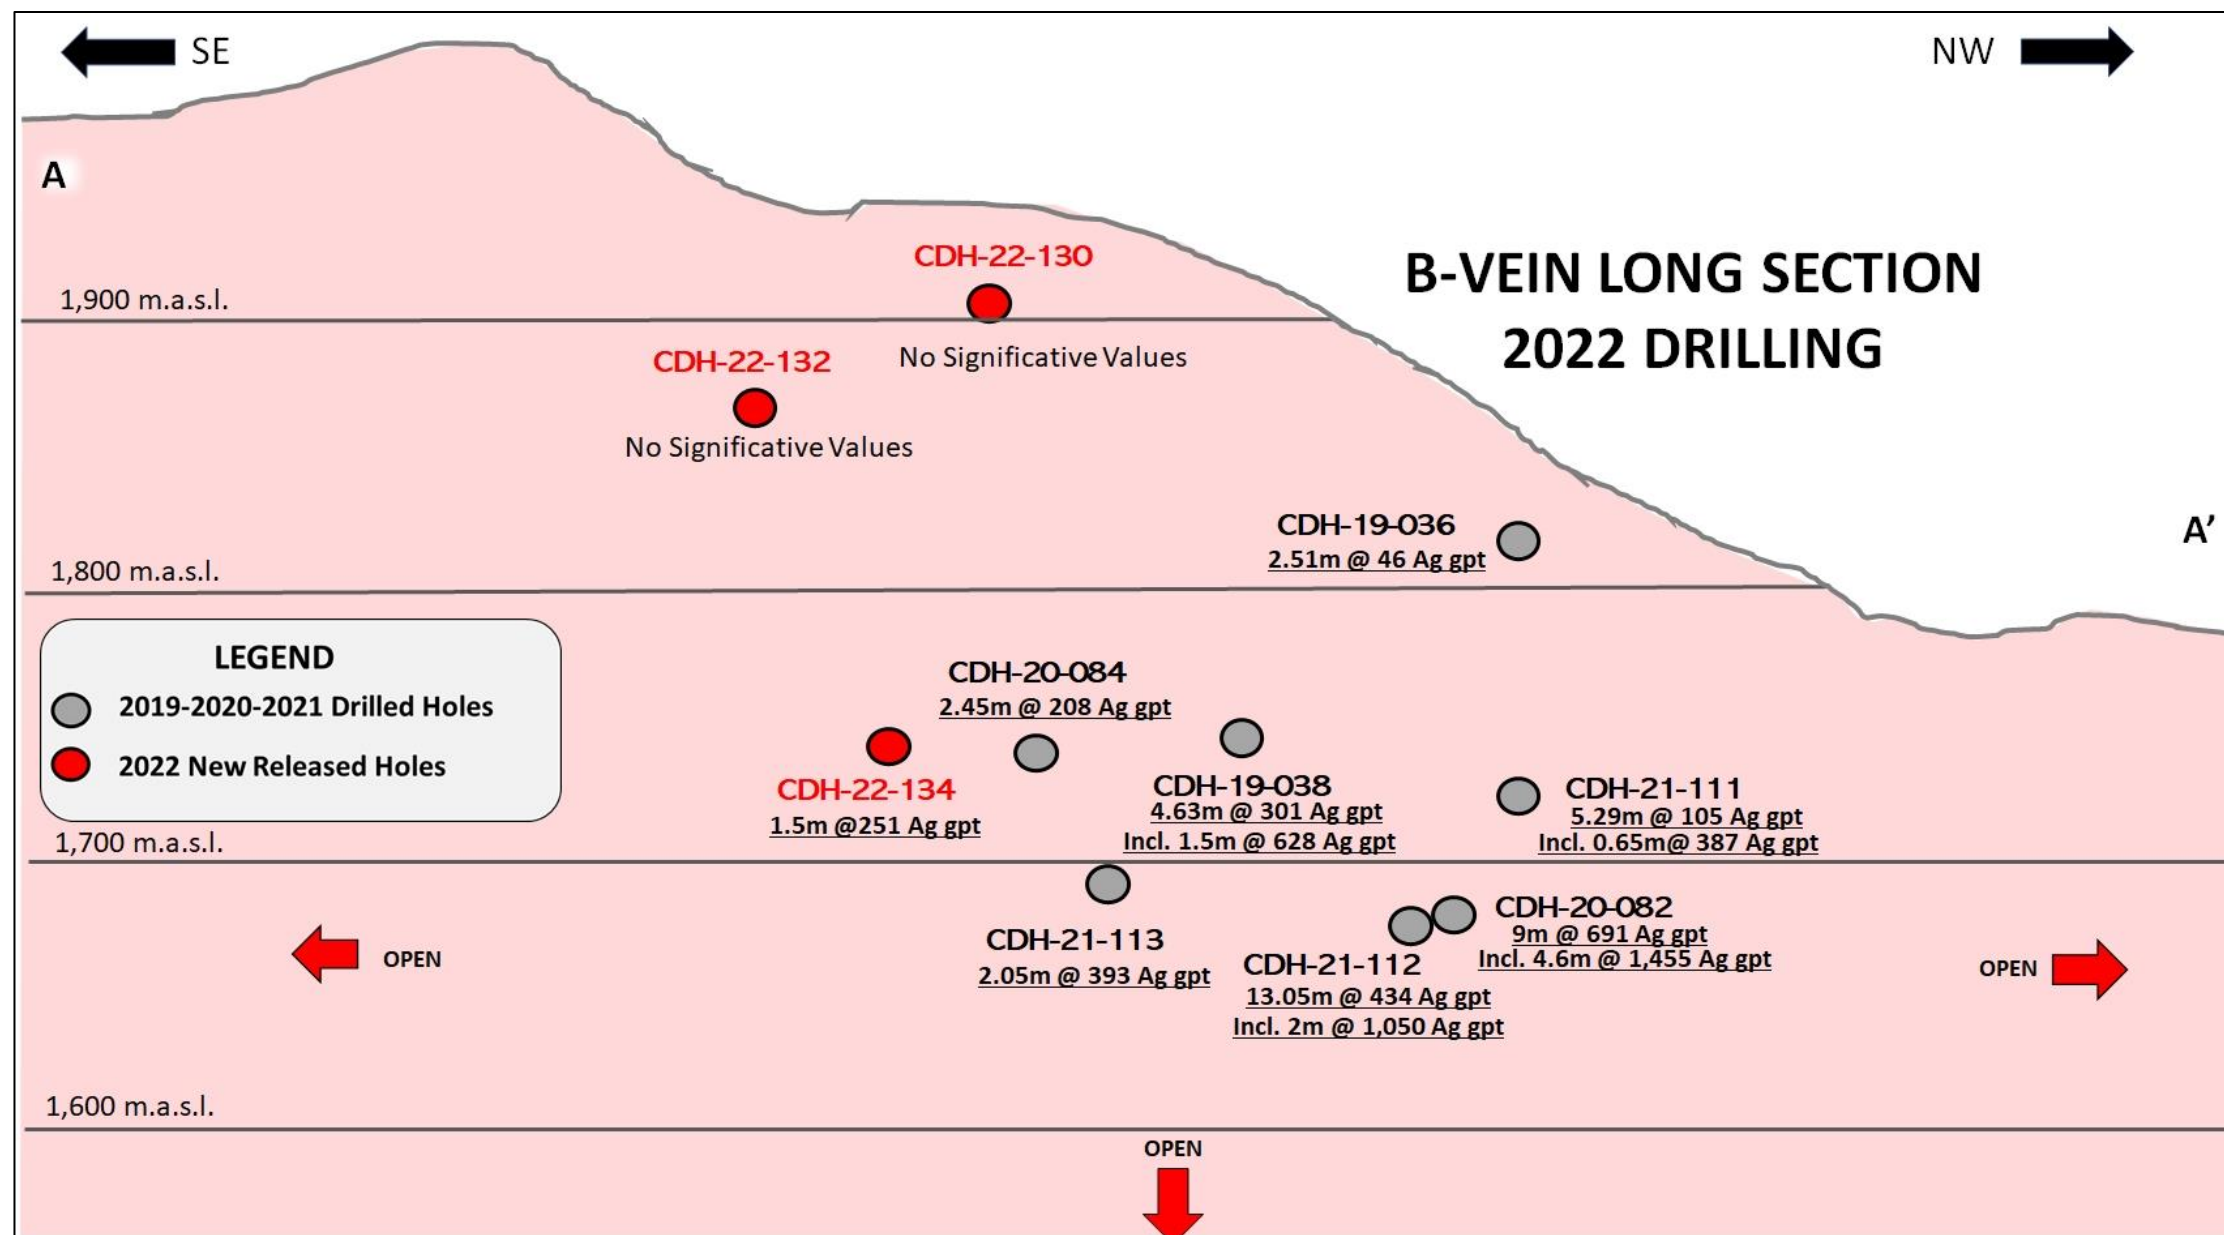 SE
NW
A
B-VEIN LONG SECTION
2022 DRILLING
CDH-22-130
1,900 m.a.s.l.
No Significative Values
CDH-22-132
No Significative Values
CDH-19-036
2.51m @ 46 Ag gpt
A’
1,800 m.a.s.l.
LEGEND
2019-2020-2021 Drilled Holes
2022 New Released Holes
CDH-20-084
2.45m @ 208 Ag gpt
CDH-22-134
1.5m @251 Ag gpt
CDH-19-038
4.63m @ 301 Ag gpt
Incl. 1.5m @ 628 Ag gpt
CDH-21-111
5.29m @ 105 Ag gpt
Incl. 0.65m@ 387 Ag gpt
1,700 m.a.s.l.
OPEN
CDH-21-113
2.05m @ 393 Ag gpt
CDH-21-112
13.05m @ 434 Ag gpt
Incl. 2m @ 1,050 Ag gpt
CDH-20-082
9m @ 691 Ag gpt
Incl. 4.6m @ 1,455 Ag gpt
OPEN
1,600 m.a.s.l.
OPEN